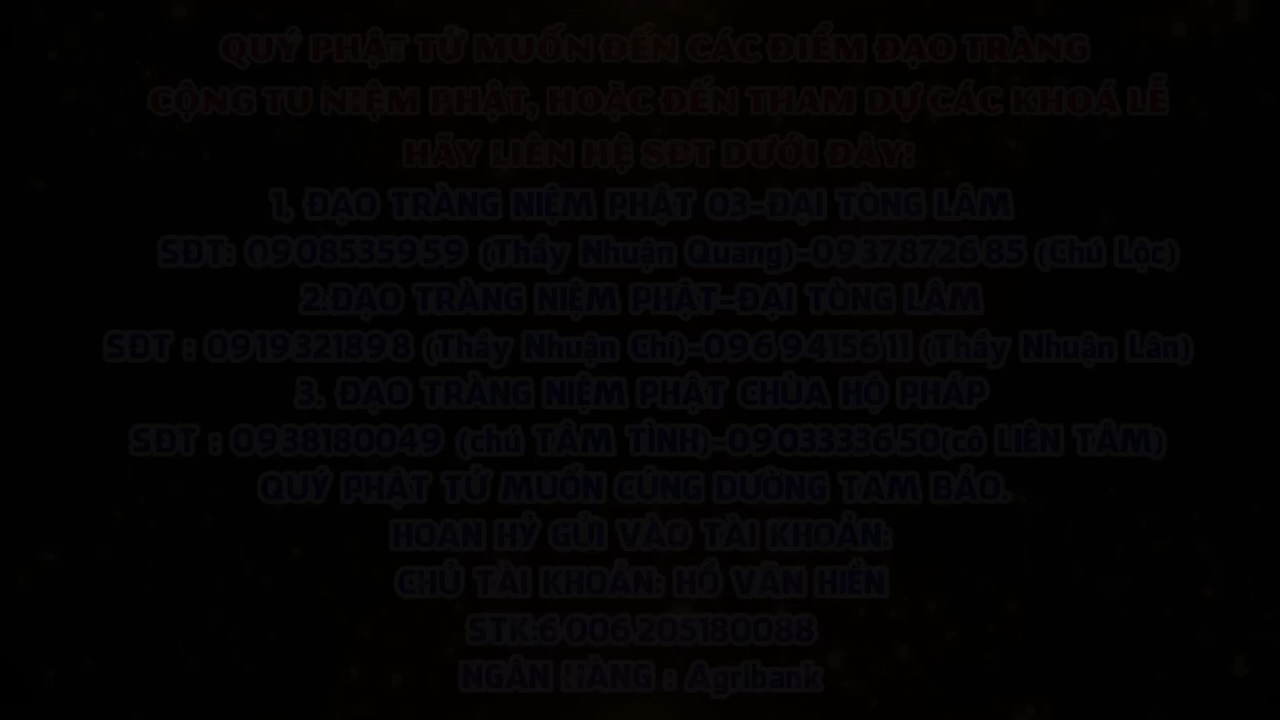 QUÝ PHẬT TỬ MUỐN ĐẾN CÁC ĐIỂM ĐẠO TRÀNG
CỘNG TU NIỆM PHẬT, HOẶC ĐẾN THAM DỰ CÁC KHOÁ LỄ
HÃY LIÊN HỆ SĐT DƯỚI ĐÂY:
1. ĐẠO TRÀNG NIỆM PHẬT 03-ĐẠI TÒNG LÂM
SĐT: 0908535959 (Thầy Nhuận Quang)-0937872685 (Chú Lộc)
2.ĐẠO TRÀNG NIỆM PHẬT-ĐẠI TÒNG LÂM
SĐT : 0919321898 (Thầy Nhuận Chí)-0969415611 (Thầy Nhuận Lân)
3. ĐẠO TRÀNG NIỆM PHẬT CHÙA HỘ PHÁP
SĐT : 0938180049 (chú TÂM TÌNH)-0903333650(cô LIÊN TÂM)
QUÝ PHẬT TỬ MUỐN CÚNG DƯỜNG TAM BẢO.
HOAN HỶ GỬI VÀO TÀI KHOẢN:
CHỦ TÀI KHOẢN: HỒ VĂN HIỀN
STK:6006205180088
NGÂN HÀNG : Agribank